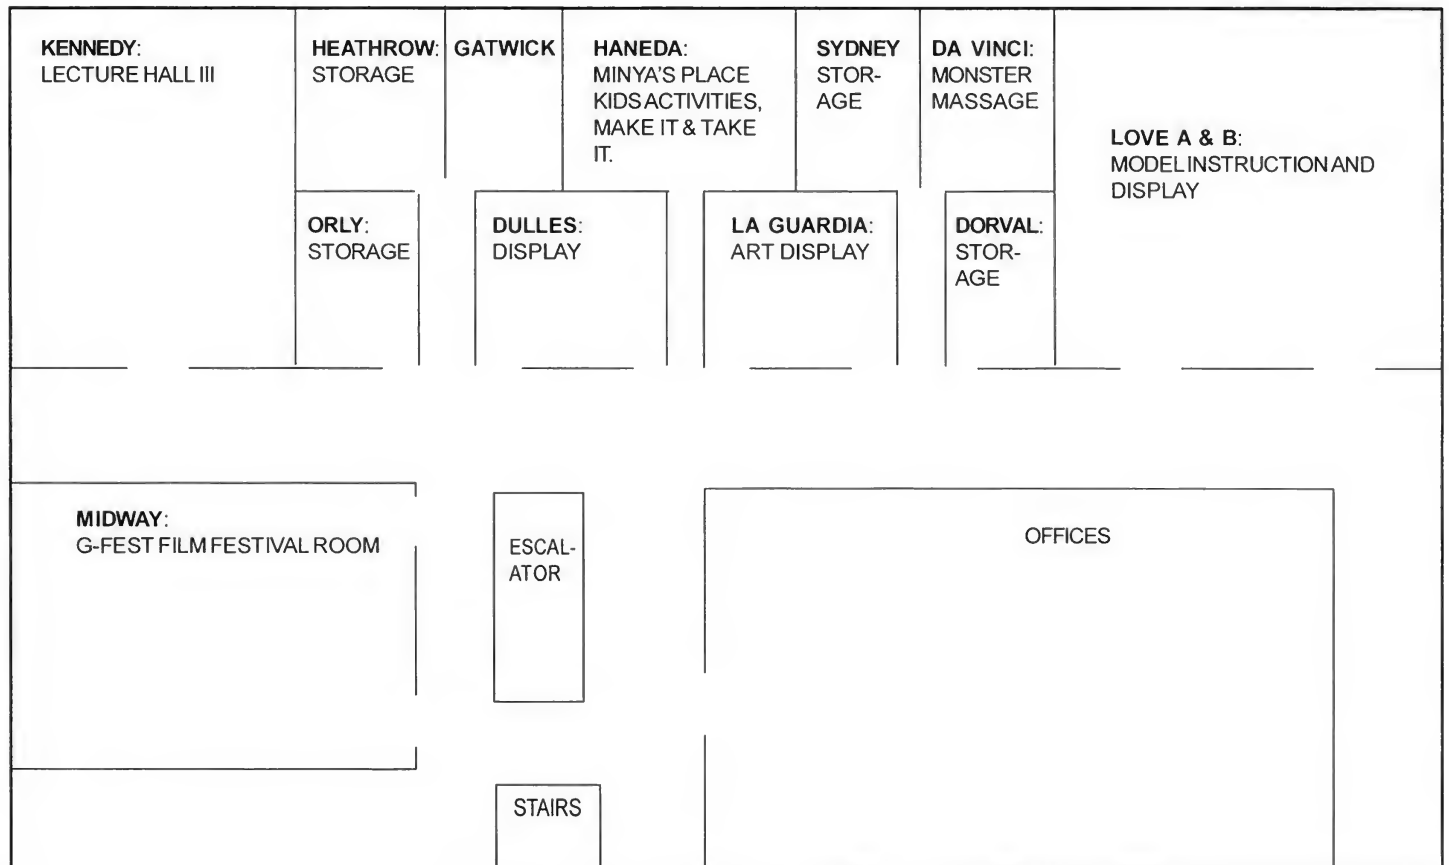 KENNEDY:
LECTURE HALL III
HEATHROW:
STORAGE
GATWICK
HANEDA:
MINYA'S PLACE
KIDS ACTIVITIES,
MAKE IT & TAKE
IT.
SYDNEY
STOR-
AGE
DA VINCI:
MONSTER
MASSAGE
LOVE A & B:
MODEL INSTRUCTION AND
DISPLAY
ORLY:
STORAGE
DULLES:
DISPLAY
LA GUARDIA:
ART DISPLAY
DORVAL:
STOR-
AGE
MIDWAY:
G-FEST FILM FESTIVAL ROOM
ESCAL-
ATOR
OFFICES
STAIRS